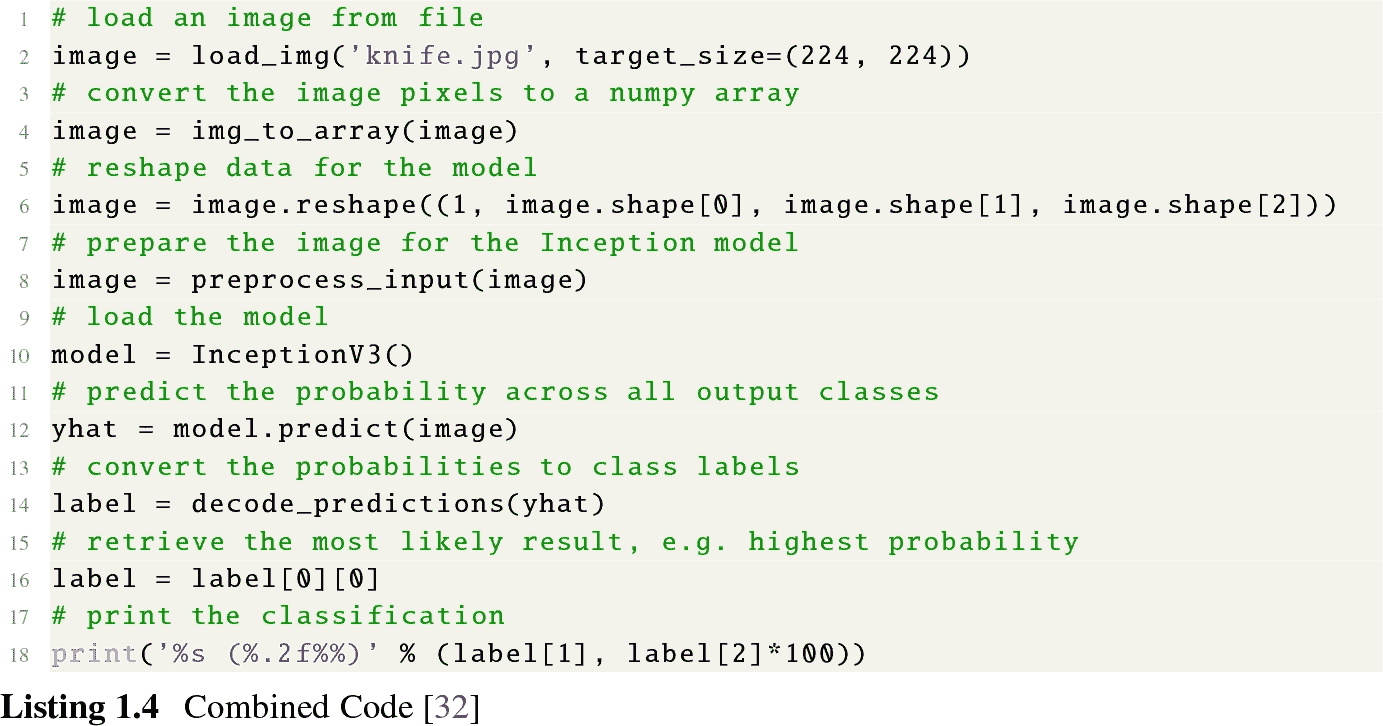 1 # load an image from file
2 image = load_img('knife.jpg', target_size=(224, 224))
3 # convert the image pixels to a numpy array
4 image = img_to_array(image)
5 # reshape data for the model
6 image = image.reshape((1, image.shape[0], image.shape[1], image.shape[2]))
7 # prepare the image for the Inception model
8 image = preprocess_input(image)
9 # load the model
10 model = InceptionV3()
11 # predict the probability across all output classes
12 yhat = model.predict(image)
13 # convert the probabilities to class labels
14 label = decode_predictions(yhat)
15 # retrieve the most likely result, e.g. highest probability
16 label = label[0][0]
17 # print the classification
18 print('%s (%.2f%%)' % (label[1], label[2]*100))
Listing 1.4 Combined Code [32]